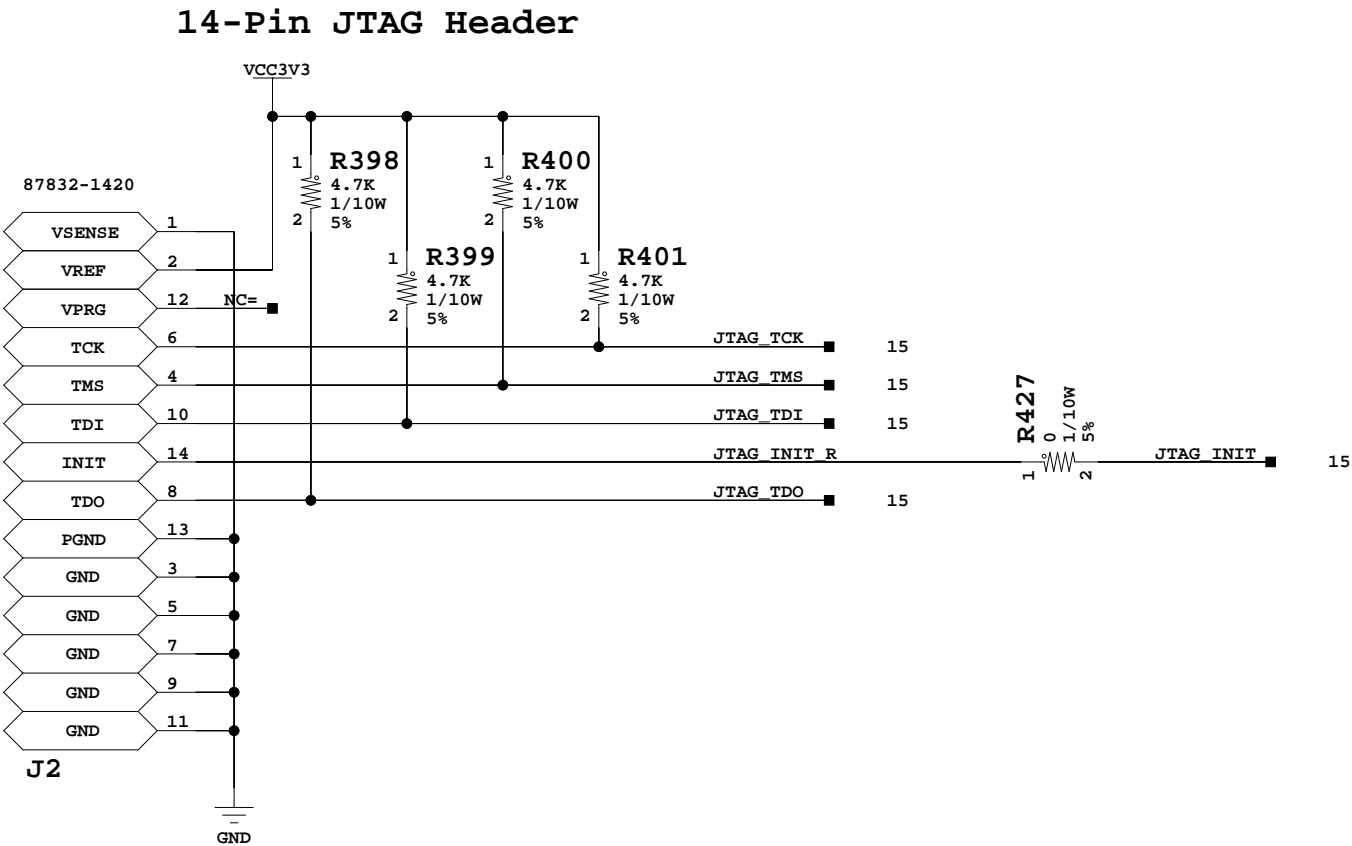 14-Pin JTAG Header
VCC3V3
87832-1420
1 R398
4.7K
1/10W
2 5%
1 R400
4.7K
1/10W
2 5%
1 R399
4.7K
1/10W
2 5%
1 R401
4.7K
1/10W
2 5%
VSENSE 1
VREF 2
VPRG 12 NC=
TCK 6 JTAG_TCK 15
TMS 4 JTAG_TMS 15
TDI 10 JTAG_TDI 15
INIT 14 JTAG_INIT_R
R427
0
1/10W
5%
1 2
JTAG_INIT 15
TDO 8 JTAG_TDO 15
PGND 13
GND 3
GND 5
GND 7
GND 9
GND 11
J2
GND